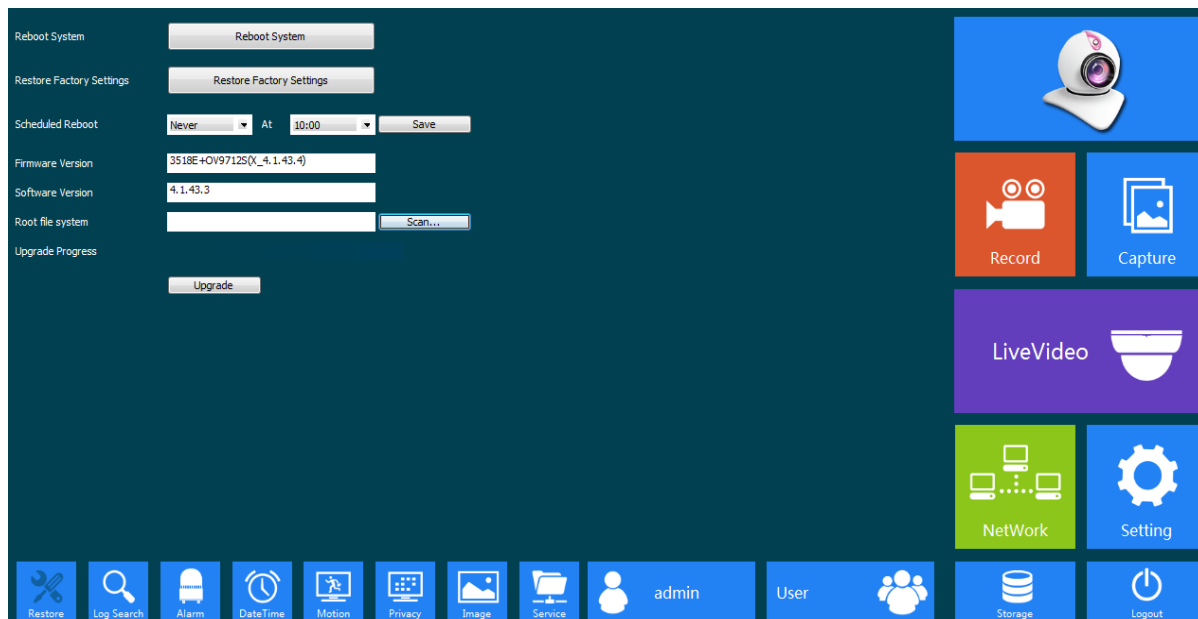 Reboot System Reboot System
Restore Factory Settings Restore Factory Settings
Scheduled Reboot Never At 10:00 Save
Firmware Version 3518E+OV9712S(X_4.1.43.4)
Software Version 4.1.43.3
Root file system Scan...
Upgrade Progress
Upgrade
Record Capture
LiveVideo
NetWork Setting
Restore Log Search Alarm DateTime Motion Privacy Image Service admin User Storage Logout